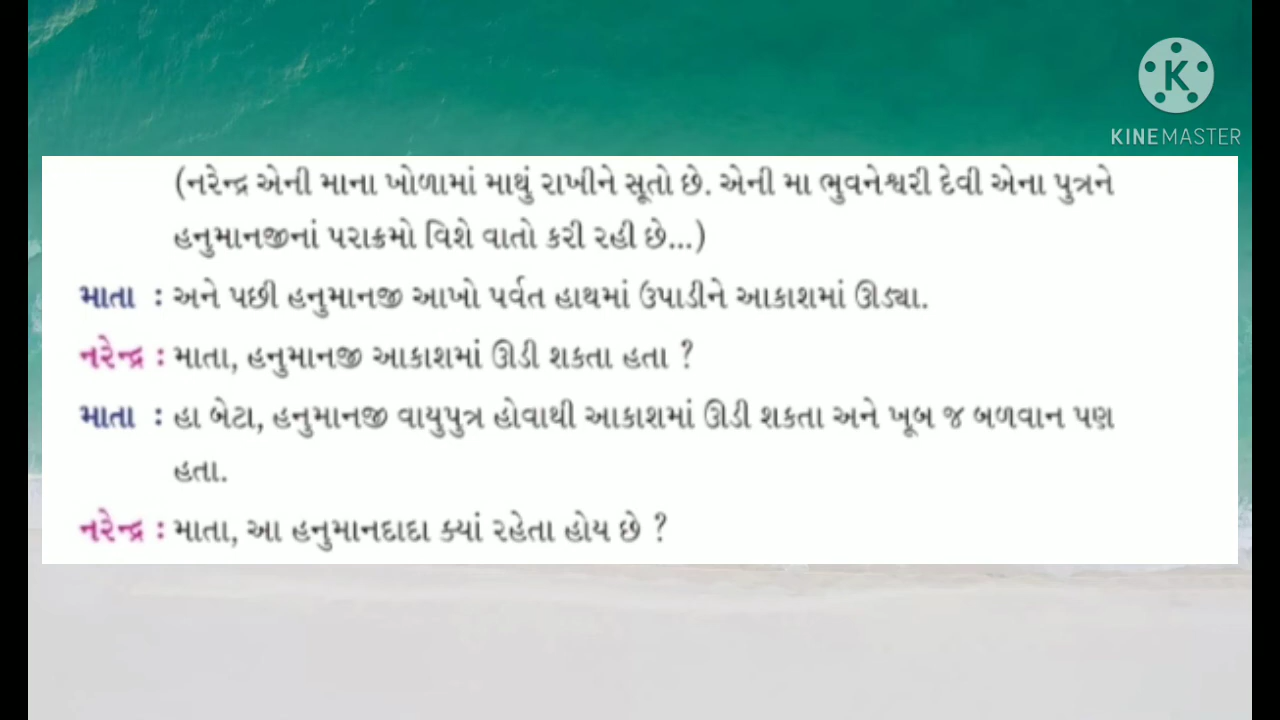 KINEMASTER
(નરેન્દ્ર એની માના ખોળામાં માથું રાખીને સૂતો છે. એની મા ભુવનેશ્વરી દેવી એના પુત્રને
હનુમાનજીનાં પરાક્રમો વિશે વાતો કરી રહી છે...)
માતા : અને પછી હનુમાનજી આખો પર્વત હાથમાં ઉપાડીને આકાશમાં ઊડ્યા.
નરેન્દ્ર : માતા, હનુમાનજી આકાશમાં ઊડી શકતા હતા ?
માતા : હા બેટા, હનુમાનજી વાયુપુત્ર હોવાથી આકાશમાં ઊડી શકતા અને ખૂબ જ બળવાન પણ
હતા.
નરેન્દ્ર : માતા, આ હનુમાનદાદા ક્યાં રહેતા હોય છે ?